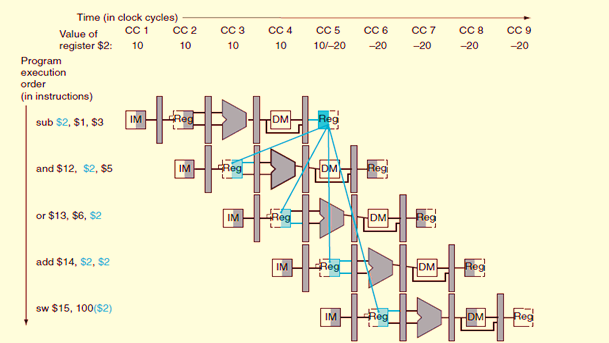 Time (in clock cycles)
Value of register $2:
CC 1 CC 2 CC 3 CC 4 CC 5 CC 6 CC 7 CC 8 CC 9
10 10 10 10 10/–20 –20 –20 –20 –20
Program
execution
order
(in instructions)
sub $2, $1, $3
IM Reg DM Reg
and $12, $2, $5
IM Reg DM Reg
or $13, $6, $2
IM Reg DM Reg
add $14, $2, $2
IM Reg DM Reg
sw $15, 100($2)
IM Reg DM Reg